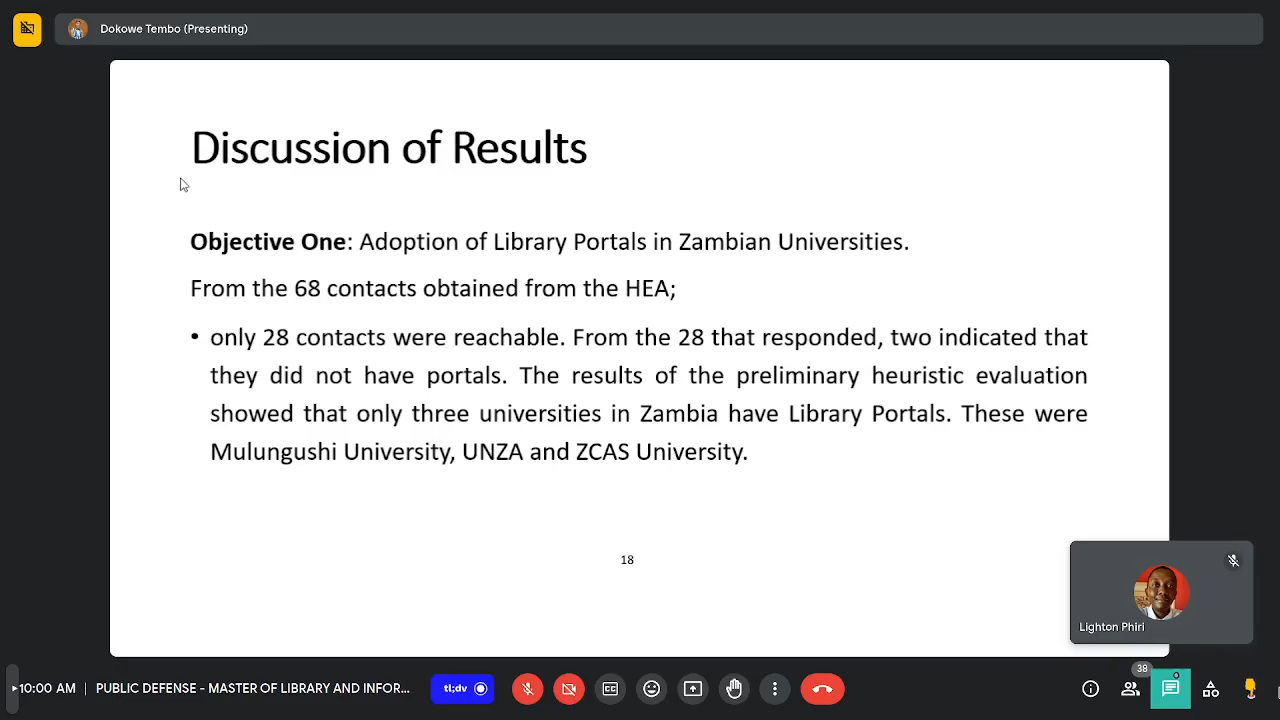 Dokowe Tembo (Presenting)
Discussion of Results
Objective One: Adoption of Library Portals in Zambian Universities.
From the 68 contacts obtained from the HEA;
• only 28 contacts were reachable. From the 28 that responded, two indicated that
they did not have portals. The results of the preliminary heuristic evaluation
showed that only three universities in Zambia have Library Portals. These were
Mulungushi University, UNZA and ZCAS University.
18
Lighton Phiri
10:00 AM | PUBLIC DEFENSE - MASTER OF LIBRARY AND INFOR...
tl;dv
38